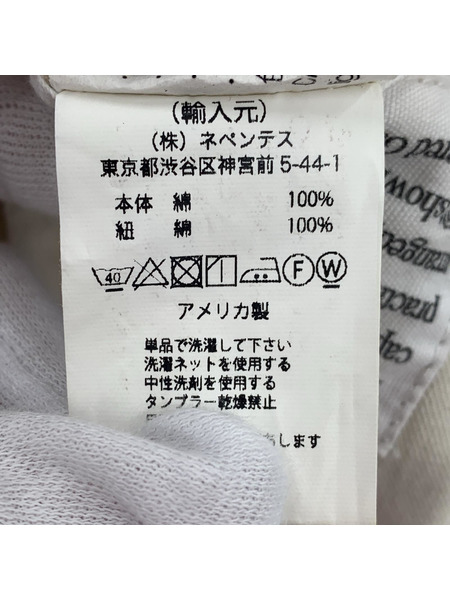 (輸入元)
(株) ネペンテス
東京都渋谷区神宮前 5-44-1
本体 綿 100%
紐 綿 100%
40 F W
アメリカ製
単品で洗濯して下さい
洗濯ネットを使用する
中性洗剤を使用する
タンブラー乾燥禁止
します
show